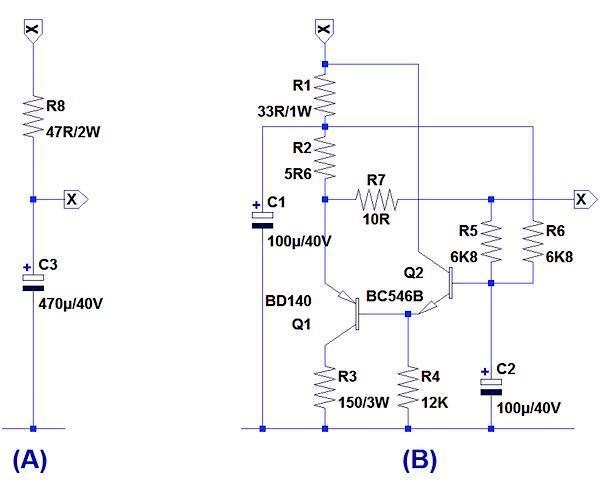 X
R8
47R/2W
X
+ C3
470µ/40V
(A)
X
R1
33R/1W
R2
5R6
R7
10R
X
+ C1
100µ/40V
R5
6K8
R6
6K8
Q2
BC546B
BD140
Q1
R3
150/3W
R4
12K
+ C2
100µ/40V
(B)